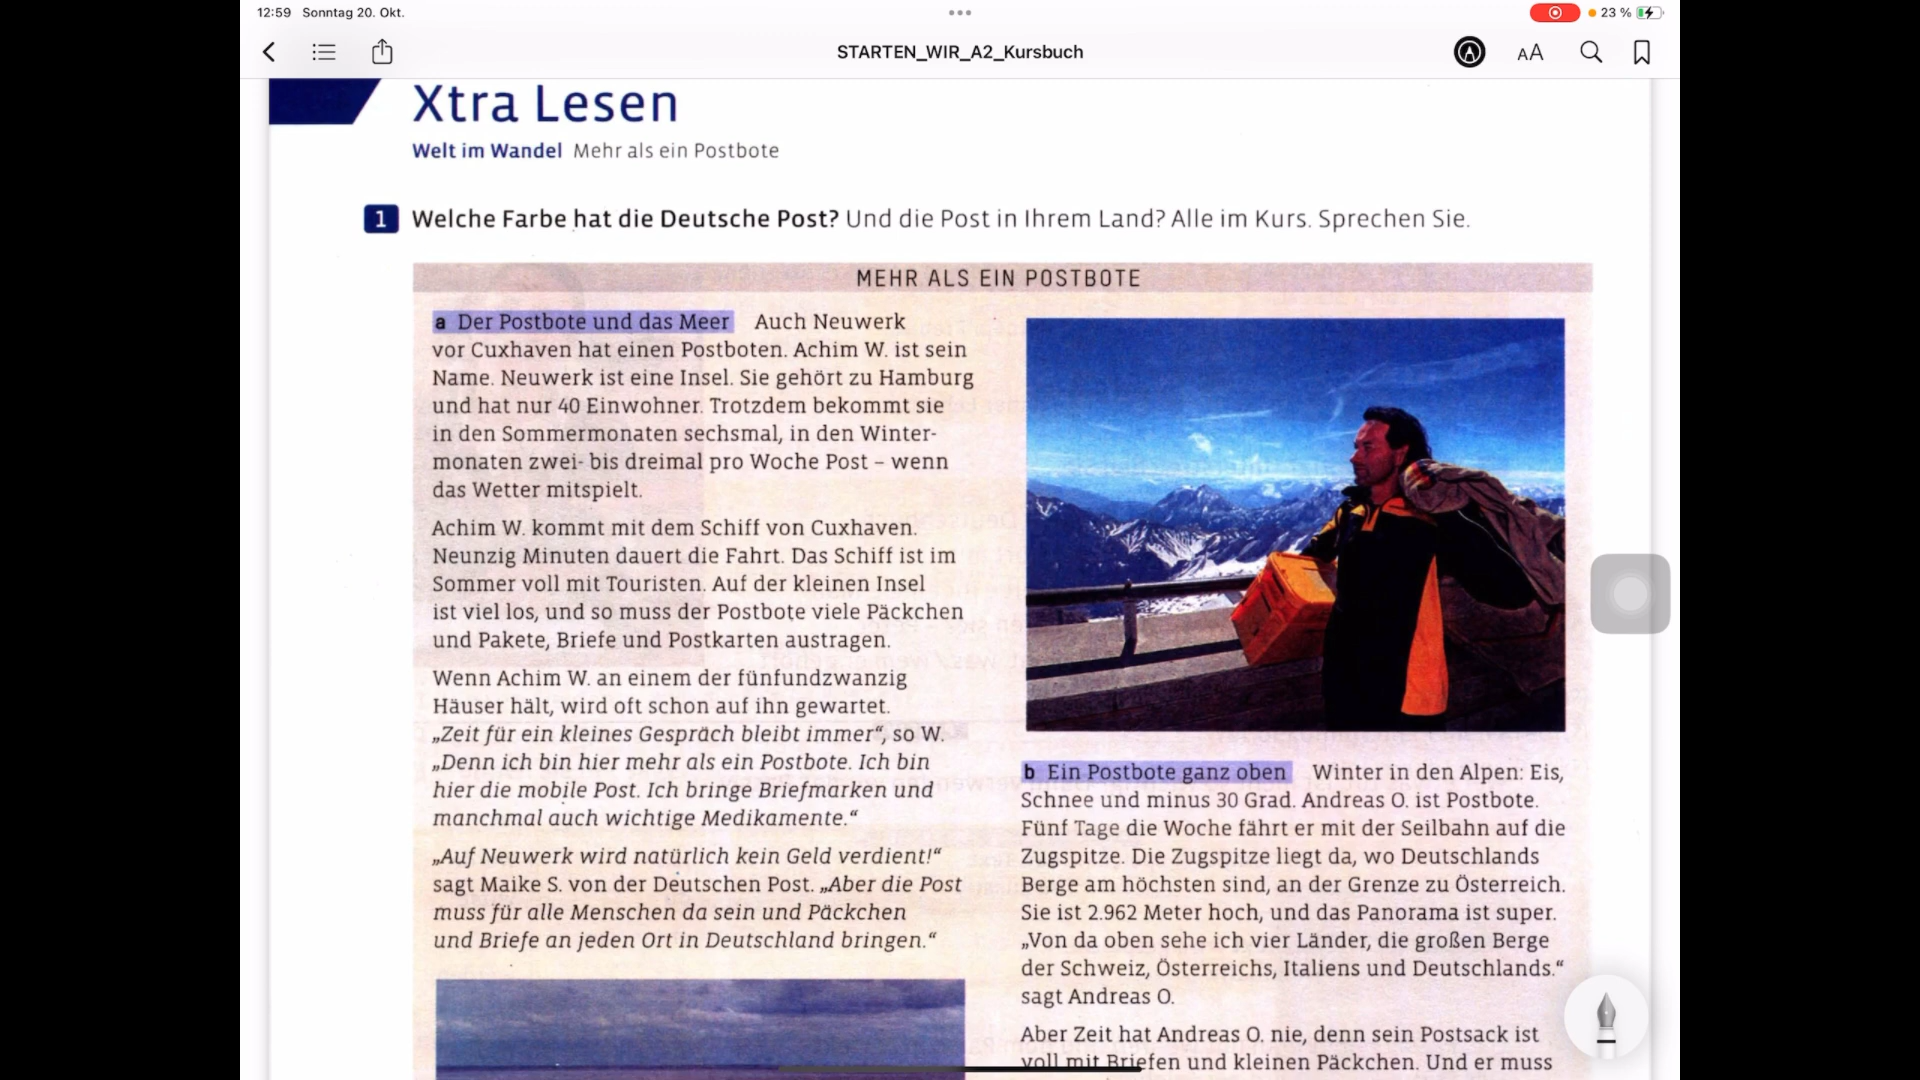 12:59 Sonntag 20. Okt.
23 %
STARTEN_WIR_A2_Kursbuch
AA
Xtra Lesen
Welt im Wandel Mehr als ein Postbote
1 Welche Farbe hat die Deutsche Post? Und die Post in Ihrem Land? Alle im Kurs. Sprechen Sie.
MEHR ALS EIN POSTBOTE
a Der Postbote und das Meer Auch Neuwerk
vor Cuxhaven hat einen Postboten. Achim W. ist sein
Name. Neuwerk ist eine Insel. Sie gehört zu Hamburg
und hat nur 40 Einwohner. Trotzdem bekommt sie
in den Sommermonaten sechsmal, in den Winter-
monaten zwei- bis dreimal pro Woche Post – wenn
das Wetter mitspielt.
Achim W. kommt mit dem Schiff von Cuxhaven.
Neunzig Minuten dauert die Fahrt. Das Schiff ist im
Sommer voll mit Touristen. Auf der kleinen Insel
ist viel los, und so muss der Postbote viele Päckchen
und Pakete, Briefe und Postkarten austragen.
Wenn Achim W. an einem der fünfundzwanzig
Häuser hält, wird oft schon auf ihn gewartet.
„Zeit für ein kleines Gespräch bleibt immer“, so W.
„Denn ich bin hier mehr als ein Postbote. Ich bin
hier die mobile Post. Ich bringe Briefmarken und
manchmal auch wichtige Medikamente.“
„Auf Neuwerk wird natürlich kein Geld verdient!“
sagt Maike S. von der Deutschen Post. „Aber die Post
muss für alle Menschen da sein und Päckchen
und Briefe an jeden Ort in Deutschland bringen.“
b Ein Postbote ganz oben Winter in den Alpen: Eis,
Schnee und minus 30 Grad. Andreas O. ist Postbote.
Fünf Tage die Woche fährt er mit der Seilbahn auf die
Zugspitze. Die Zugspitze liegt da, wo Deutschlands
Berge am höchsten sind, an der Grenze zu Österreich.
Sie ist 2.962 Meter hoch, und das Panorama ist super.
„Von da oben sehe ich vier Länder, die großen Berge
der Schweiz, Österreichs, Italiens und Deutschlands.“
sagt Andreas O.
Aber Zeit hat Andreas O. nie, denn sein Postsack ist
voll mit Briefen und kleinen Päckchen. Und er muss